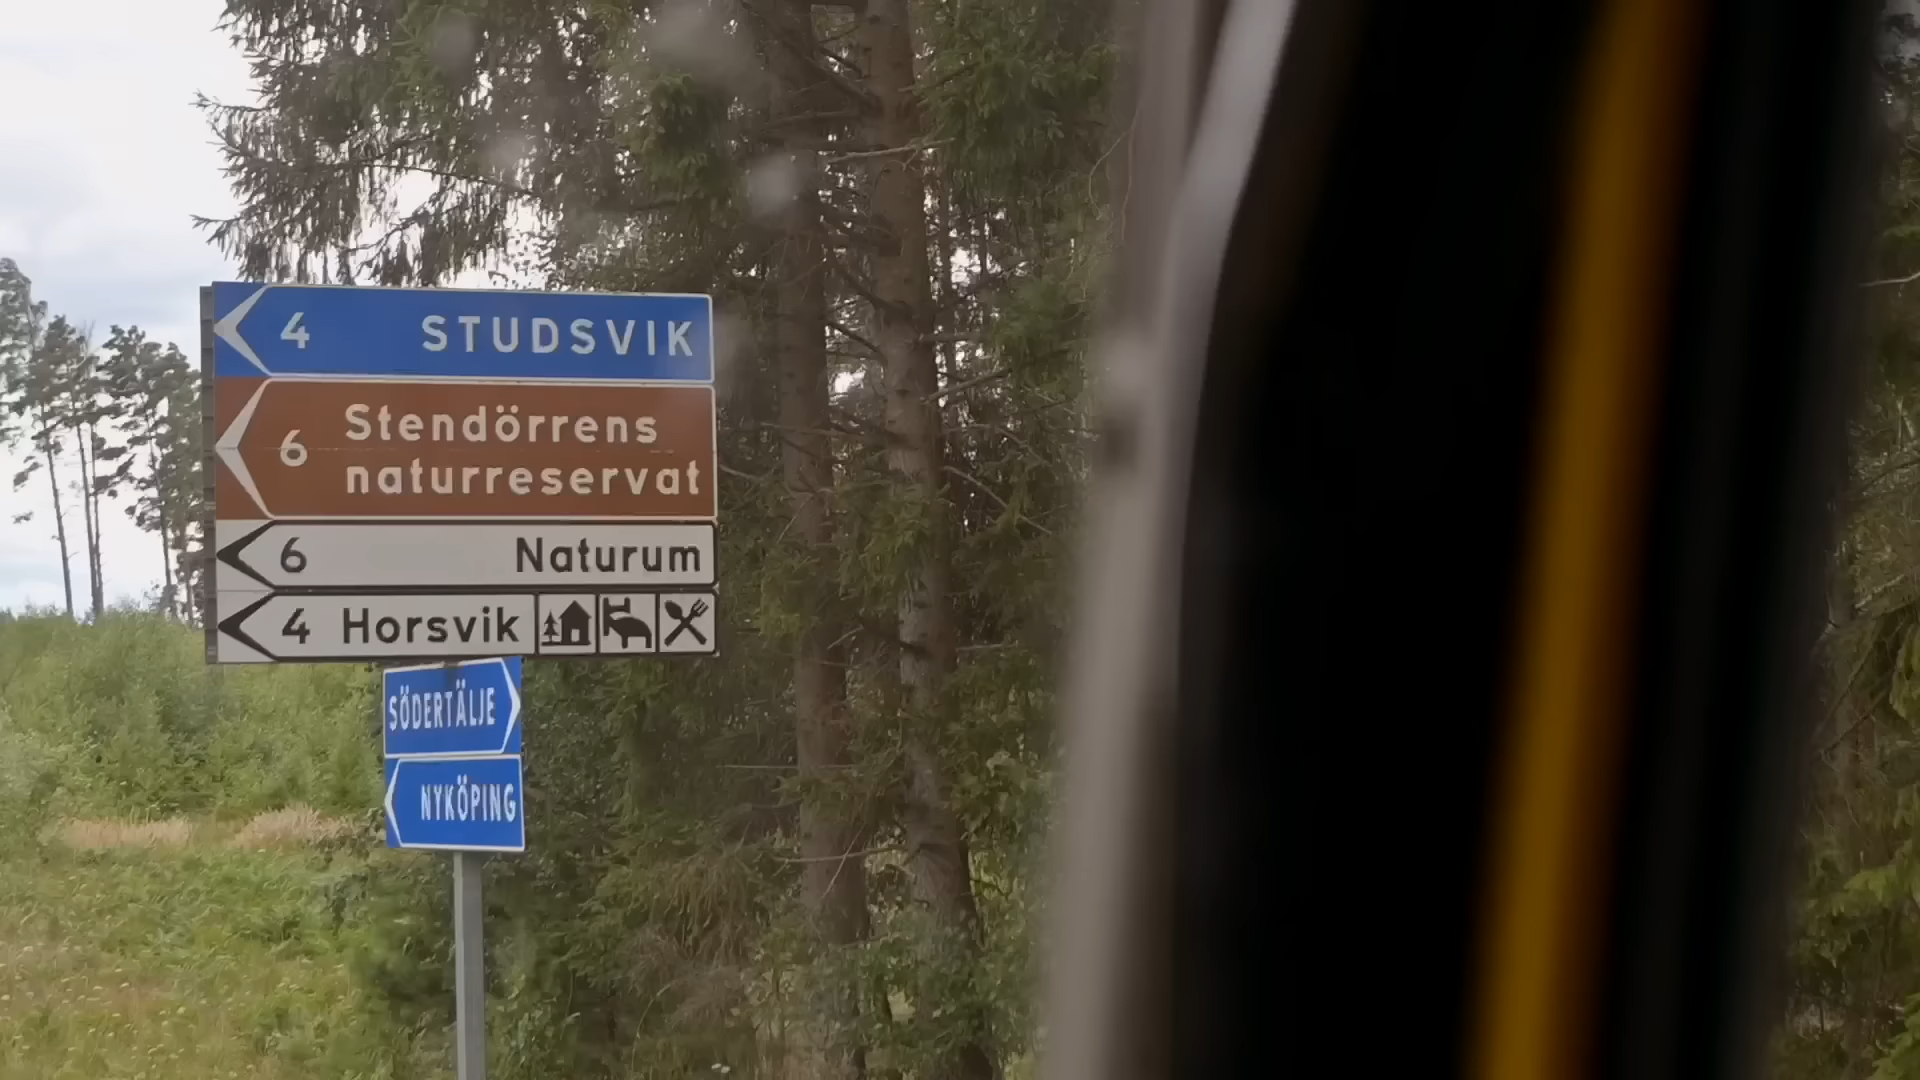 4 STUDSVIK
6 Stendörrens
naturreservat
6 Naturum
4 Horsvik
SÖDERTÄLJE
NYKÖPING